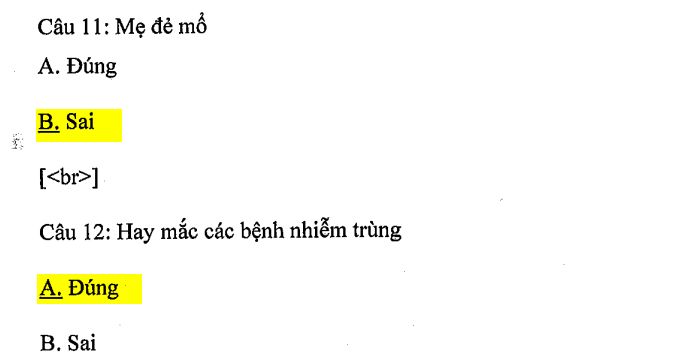 Câu 11: Mẹ đẻ mổ
A. Đúng
B. Sai
[<br>]
Câu 12: Hay mắc các bệnh nhiễm trùng
A. Đúng
B. Sai